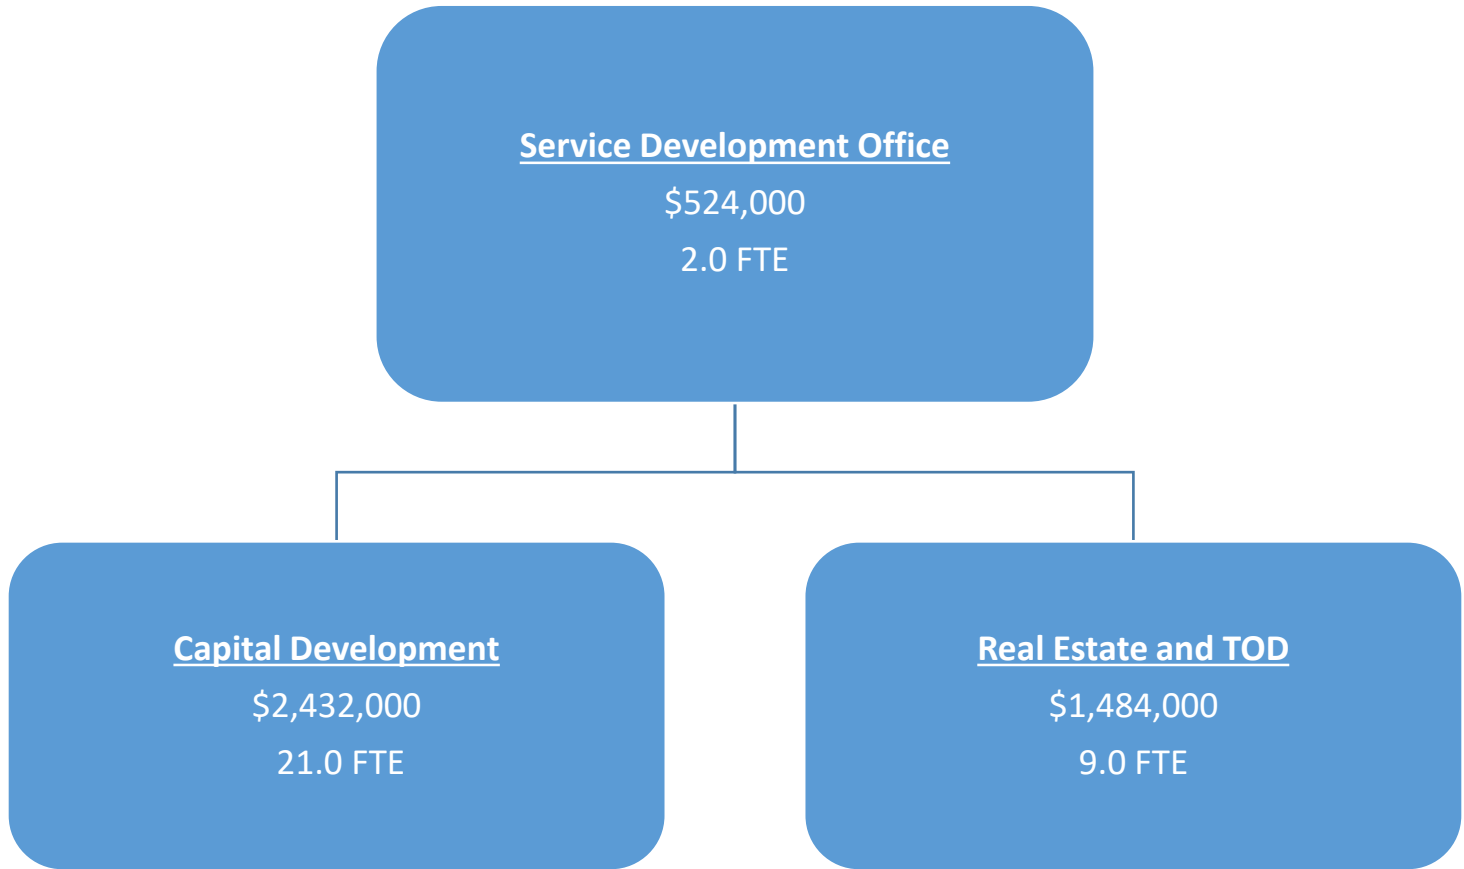 Service Development Office
$524,000
2.0 FTE
Capital Development
$2,432,000
21.0 FTE
Real Estate and TOD
$1,484,000
9.0 FTE